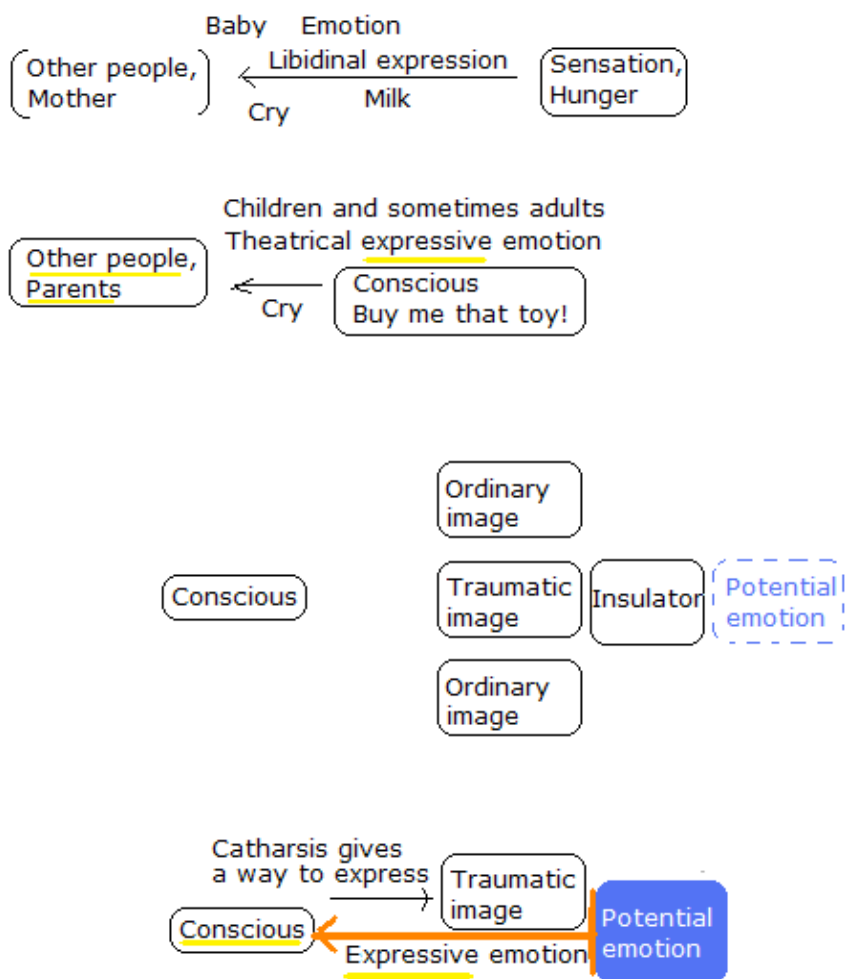 Baby Emotion
Other people,
Mother
Libidinal expression
Cry
Milk
Sensation,
Hunger
Children and sometimes adults
Theatrical expressive emotion
Other people,
Parents
Cry
Conscious
Buy me that toy!
Ordinary
image
Conscious
Traumatic
image
Insulator
Potential
emotion
Ordinary
image
Catharsis gives
a way to express
Traumatic
image
Conscious
Expressive emotion
Potential
emotion